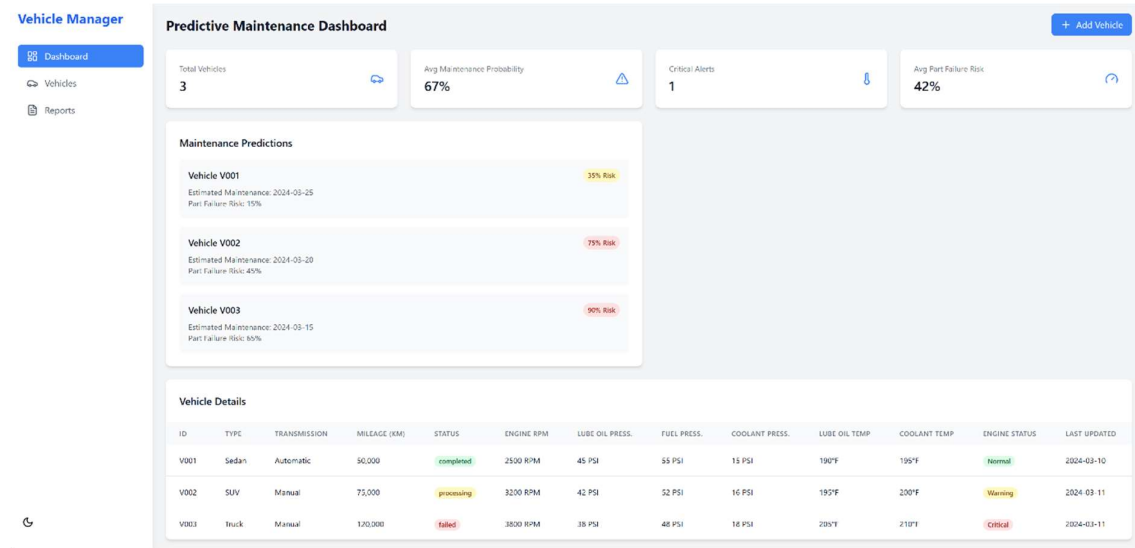 Vehicle Manager
Dashboard
Vehicles
Reports
Predictive Maintenance Dashboard
+ Add Vehicle
Total Vehicles
3
Avg Maintenance Probability
67%
Critical Alerts
1
Avg Part Failure Risk
42%
Maintenance Predictions
Vehicle V001
35% Risk
Estimated Maintenance: 2024-03-25
Part Failure Risk: 15%
Vehicle V002
75% Risk
Estimated Maintenance: 2024-03-20
Part Failure Risk: 45%
Vehicle V003
90% Risk
Estimated Maintenance: 2024-03-15
Part Failure Risk: 65%
Vehicle Details
ID TYPE TRANSMISSION MILEAGE (KM) STATUS ENGINE RPM LUBE OIL PRESS. FUEL PRESS. COOLANT PRESS. LUBE OIL TEMP COOLANT TEMP ENGINE STATUS LAST UPDATED
V001 Sedan Automatic 50,000 completed 2500 RPM 45 PSI 55 PSI 15 PSI 190°F 195°F Normal 2024-03-10
V002 SUV Manual 75,000 processing 3200 RPM 42 PSI 52 PSI 16 PSI 195°F 200°F Warning 2024-03-11
V003 Truck Manual 120,000 failed 3800 RPM 38 PSI 48 PSI 18 PSI 205°F 210°F Critical 2024-03-11